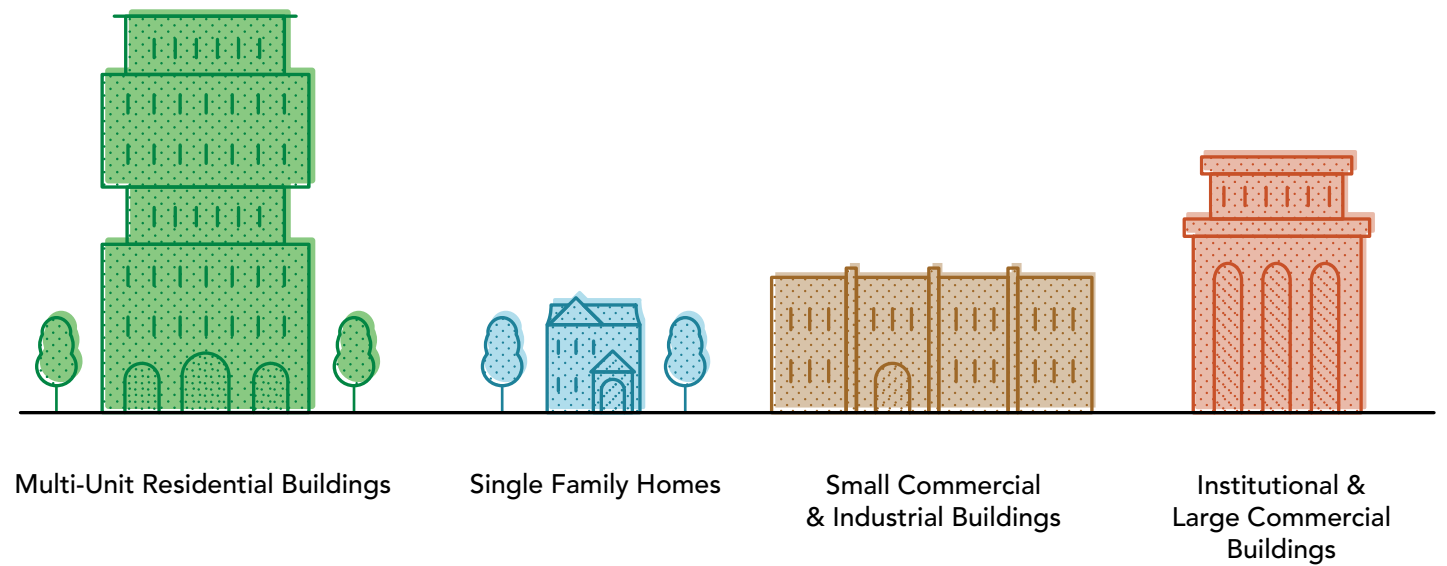 Multi-Unit Residential Buildings
Single Family Homes
Small Commercial
& Industrial Buildings
Institutional &
Large Commercial
Buildings